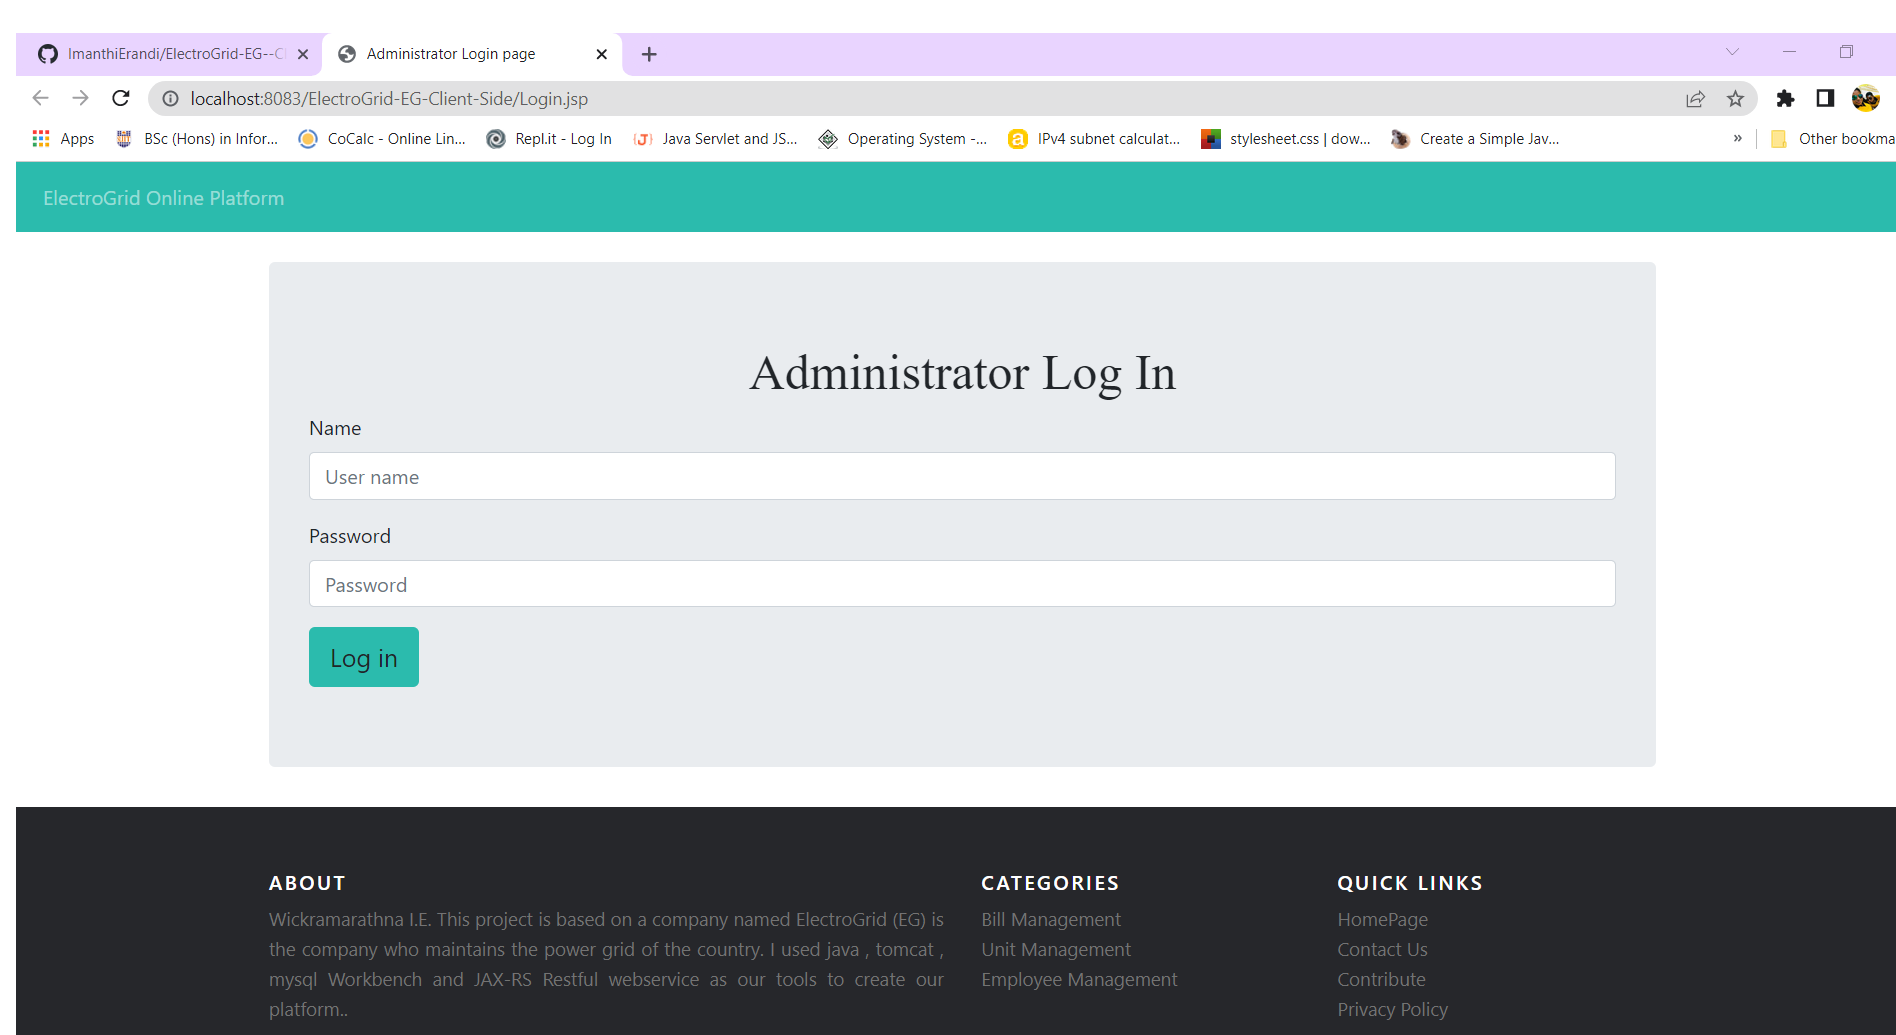 ImanthiErandi/ElectroGrid-EG--Cl Administrator Login page
localhost:8083/ElectroGrid-EG-Client-Side/Login.jsp
Apps BSc (Hons) in Infor... CoCalc - Online Lin... Repl.it - Log In Java Servlet and JS... Operating System -... IPv4 subnet calculat... stylesheet.css | dow... Create a Simple Jav... » Other bookma
ElectroGrid Online Platform
Administrator Log In
Name
User name
Password
Password
Log in
ABOUT
Wickramarathna I.E. This project is based on a company named ElectroGrid (EG) is
the company who maintains the power grid of the country. I used java , tomcat ,
mysql Workbench and JAX-RS Restful webservice as our tools to create our
platform..
CATEGORIES
Bill Management
Unit Management
Employee Management
QUICK LINKS
HomePage
Contact Us
Contribute
Privacy Policy